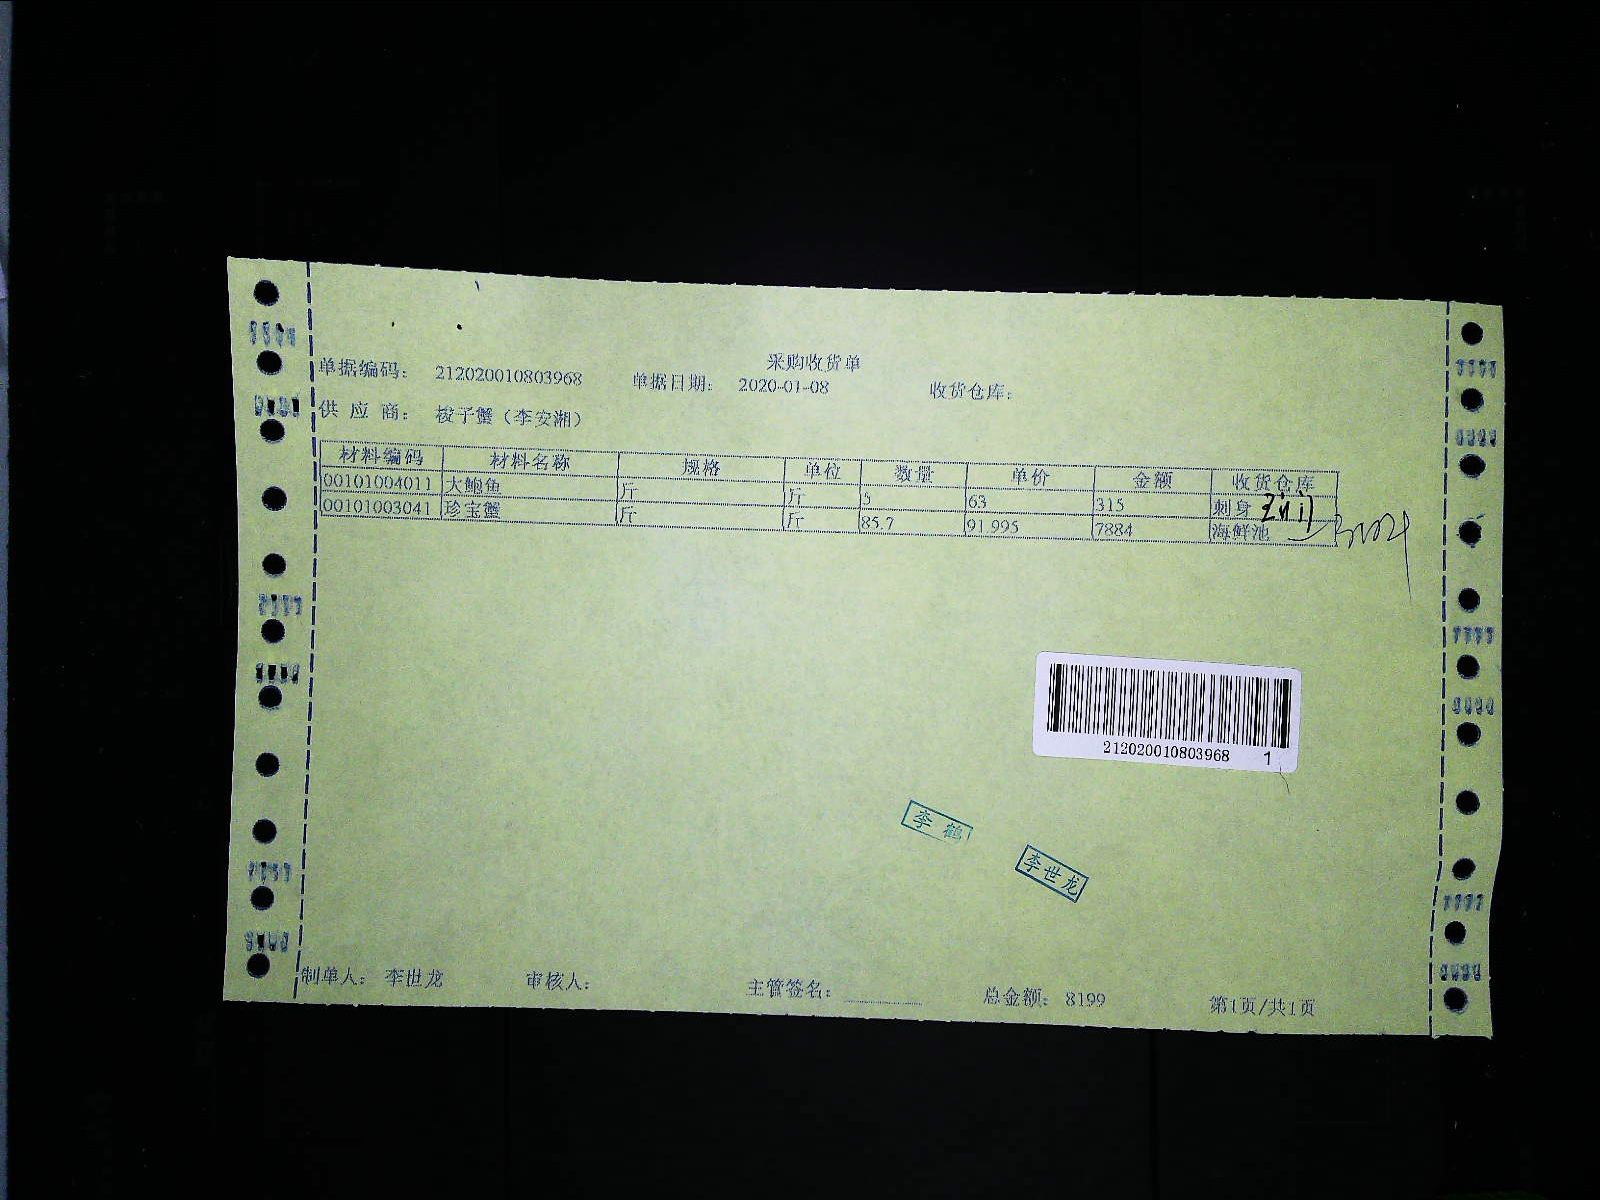 采购收货单
单据编码： 212020010803968 单据日期： 2020-01-08 收货仓库：
供 应 商： 梭子蟹（李安湘）
材料编码 材料名称 规格 单位 数量 单价 金额 收货仓库
00101004011 大鲍鱼 斤 斤 5 63 315 刺身
00101003041 珍宝蟹 斤 斤 85.7 91.995 7884 海鲜池
212020010803968 1
李 鹤
李世龙
制单人： 李世龙 审核人： 主管签名： 总金额： 8199 第1页/共1页